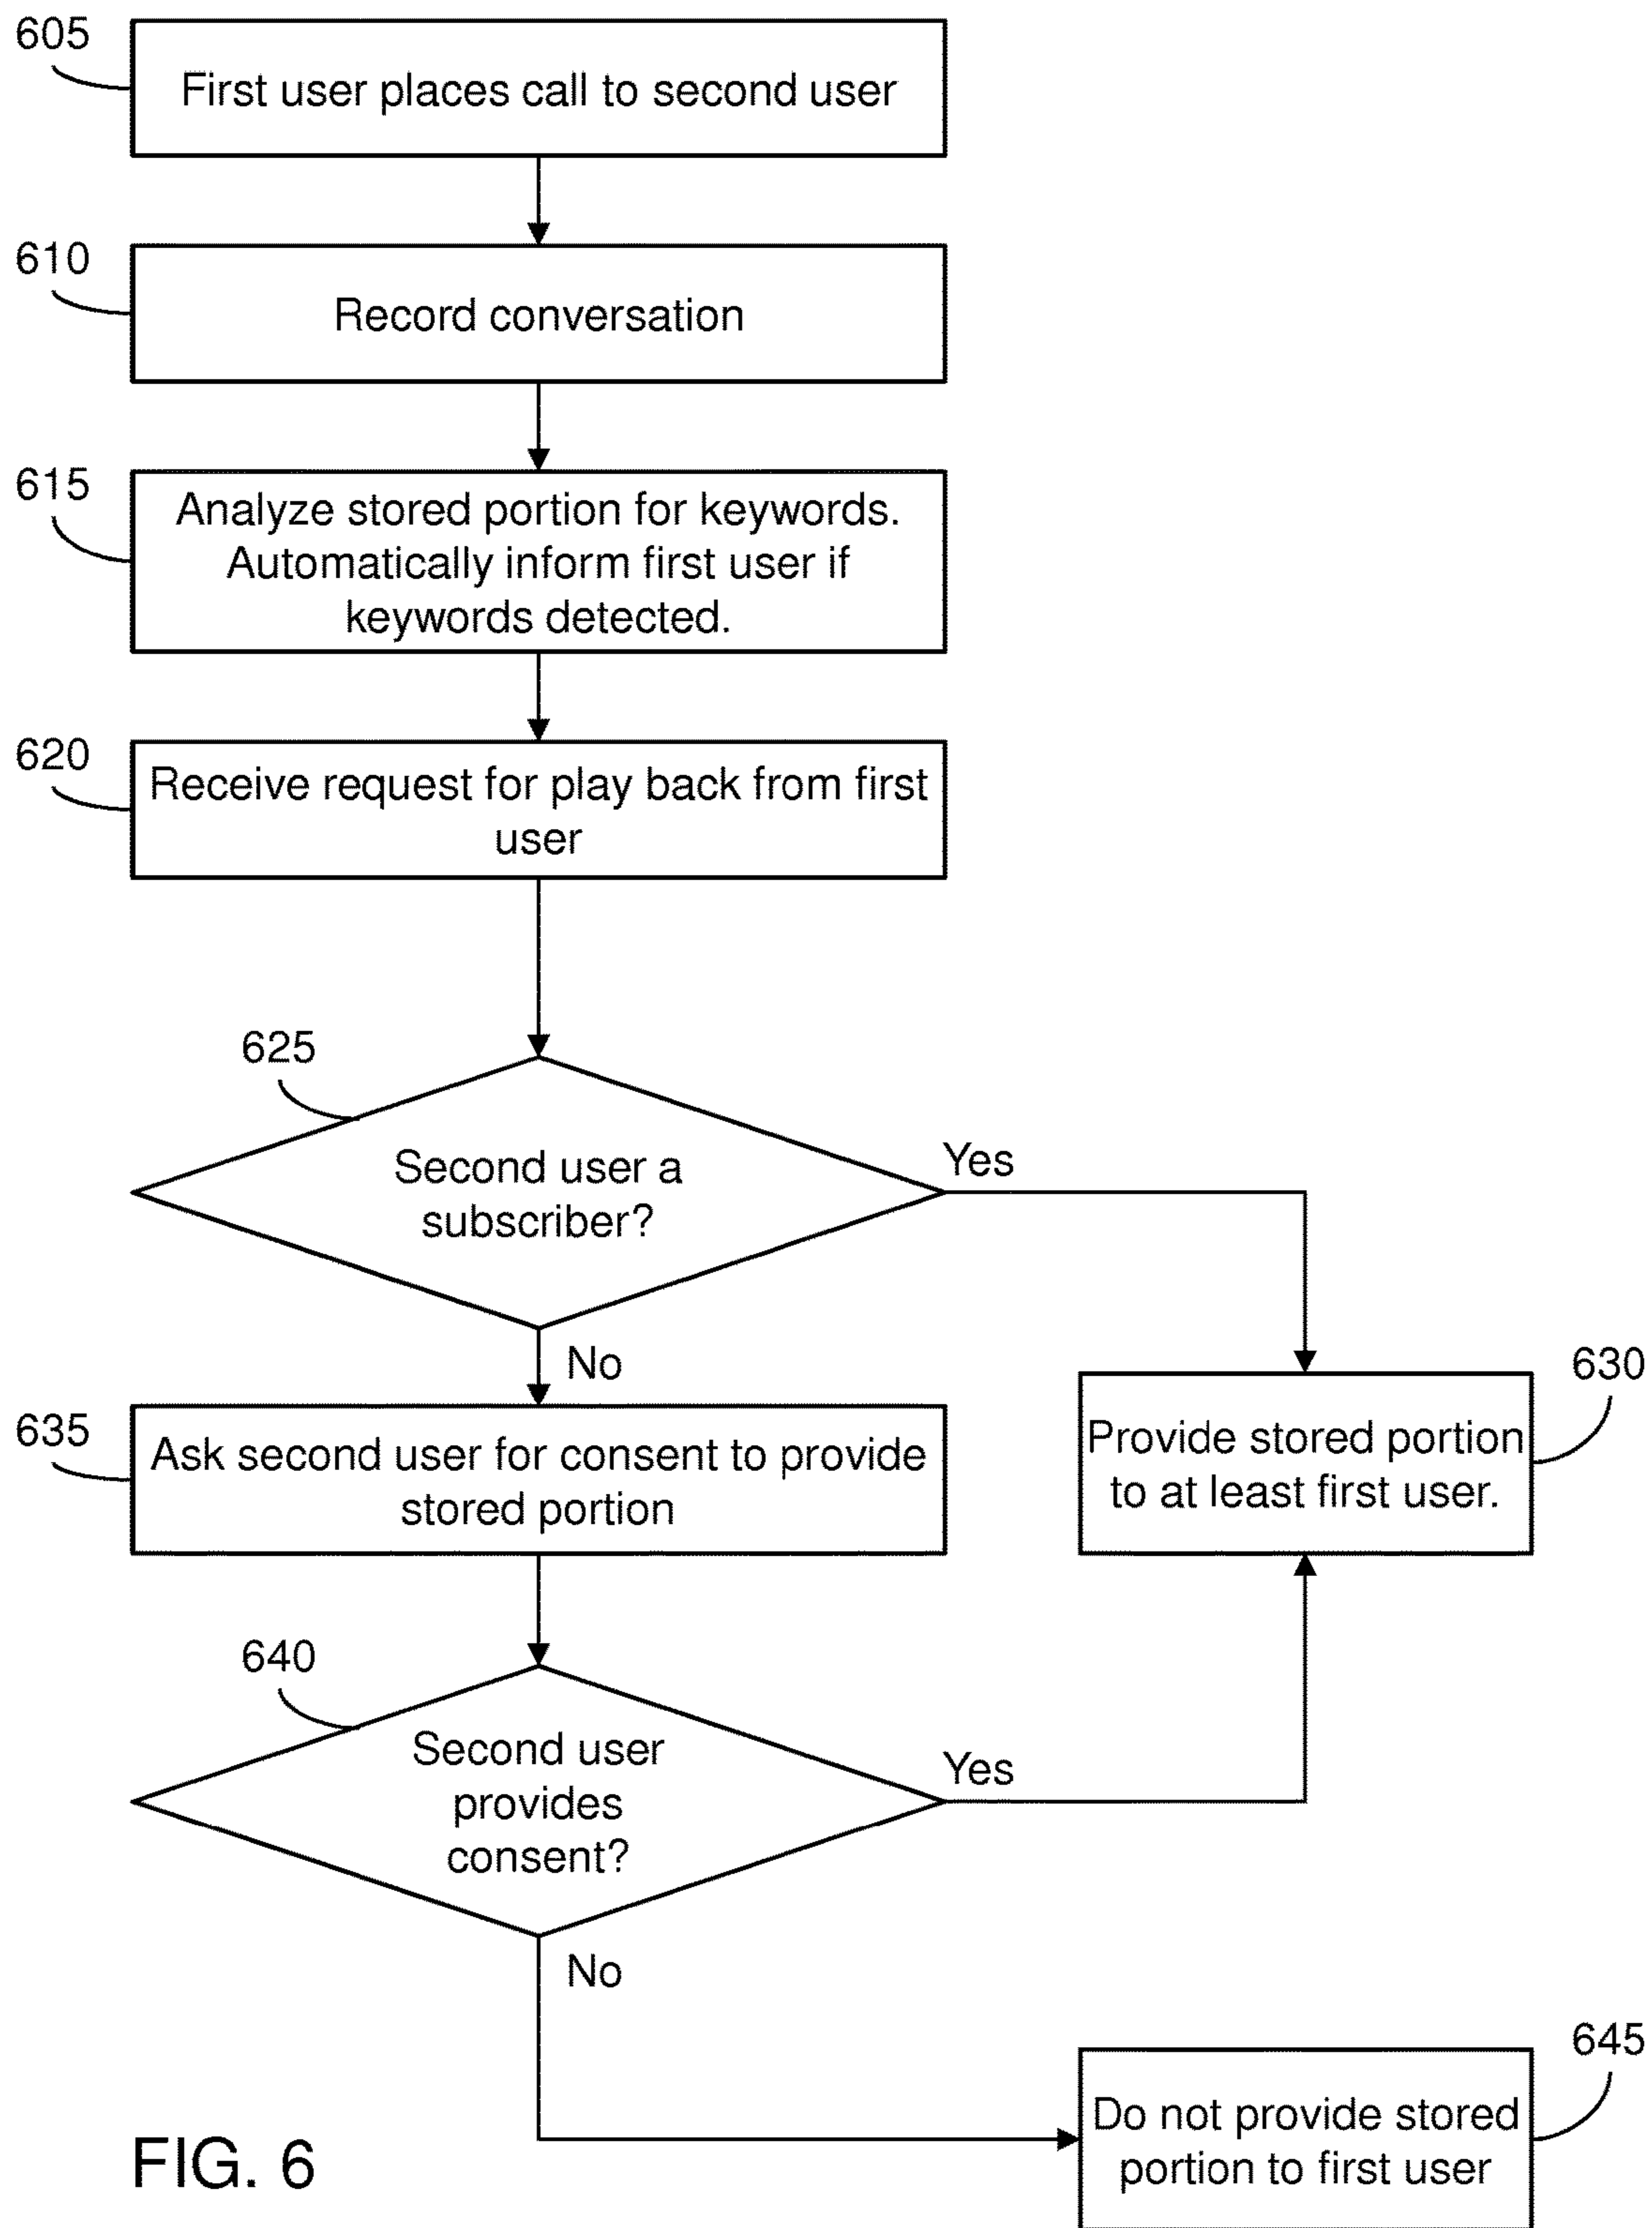 605
First user places call to second user
610
Record conversation
615
Analyze stored portion for keywords.
Automatically inform first user if
keywords detected.
620
Receive request for play back from first
user
625
Second user a
subscriber?
Yes
No
630
Provide stored portion
to at least first user.
635
Ask second user for consent to provide
stored portion
640
Second user
provides
consent?
Yes
No
645
Do not provide stored
portion to first user
FIG. 6